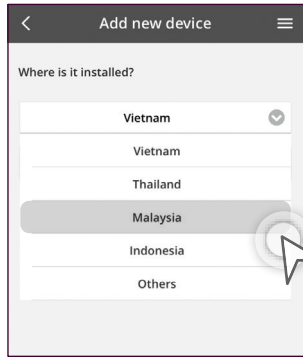 Add new device
Where is it installed?
Vietnam
Vietnam
Thailand
Malaysia
Indonesia
Others